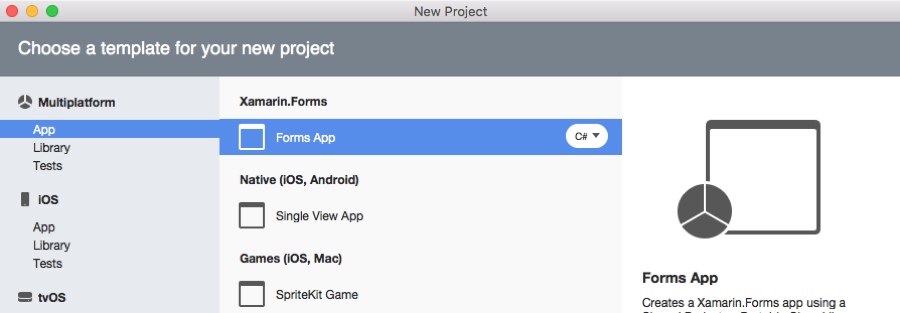 New Project
Choose a template for your new project
Multiplatform
App
Library
Tests
iOS
App
Library
Tests
tvOS
Xamarin.Forms
Forms App
C#
Native (iOS, Android)
Single View App
Games (iOS, Mac)
SpriteKit Game
Forms App
Creates a Xamarin.Forms app using a